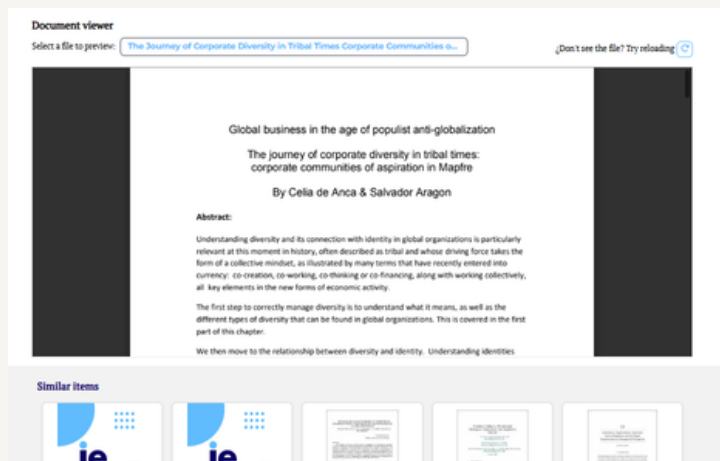 Document viewer
Select a file to preview: The Journey of Corporate Diversity in Tribal Times Corporate Communities o...
¿Don't see the file? Try reloading
Global business in the age of populist anti-globalization
The journey of corporate diversity in tribal times:
corporate communities of aspiration in Mapfre
By Celia de Anca & Salvador Aragon
Abstract:
Understanding diversity and its connection with identity in global organizations is particularly
relevant at this moment in history, often described as tribal and whose driving force takes the
form of a collective mindset, as illustrated by many terms that have recently entered into
currency: co-creation, co-working, co-thinking or co-financing, along with working collectively,
all key elements in the new forms of economic activity.
The first step to correctly manage diversity is to understand what it means, as well as the
different types of diversity that can be found in global organizations. This is covered in the first
part of this chapter.
We then move to the relationship between diversity and identity. Understanding identities
Similar items
ie
ie